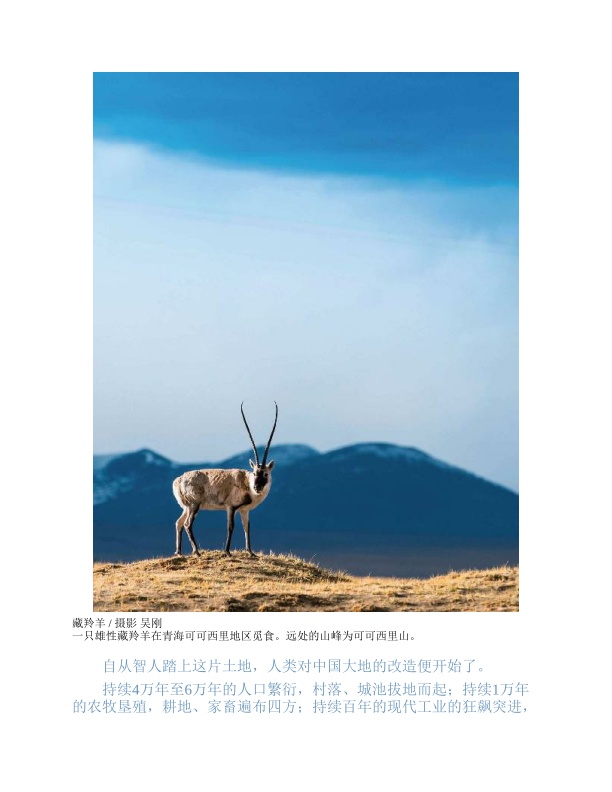 藏羚羊 / 摄影 吴刚
一只雄性藏羚羊在青海可可西里地区觅食。远处的山峰为可可西里山。
自从智人踏上这片土地，人类对中国大地的改造便开始了。
持续4万年至6万年的人口繁衍，村落、城池拔地而起；持续1万年
的农牧垦殖，耕地、家畜遍布四方；持续百年的现代工业的狂飙突进，